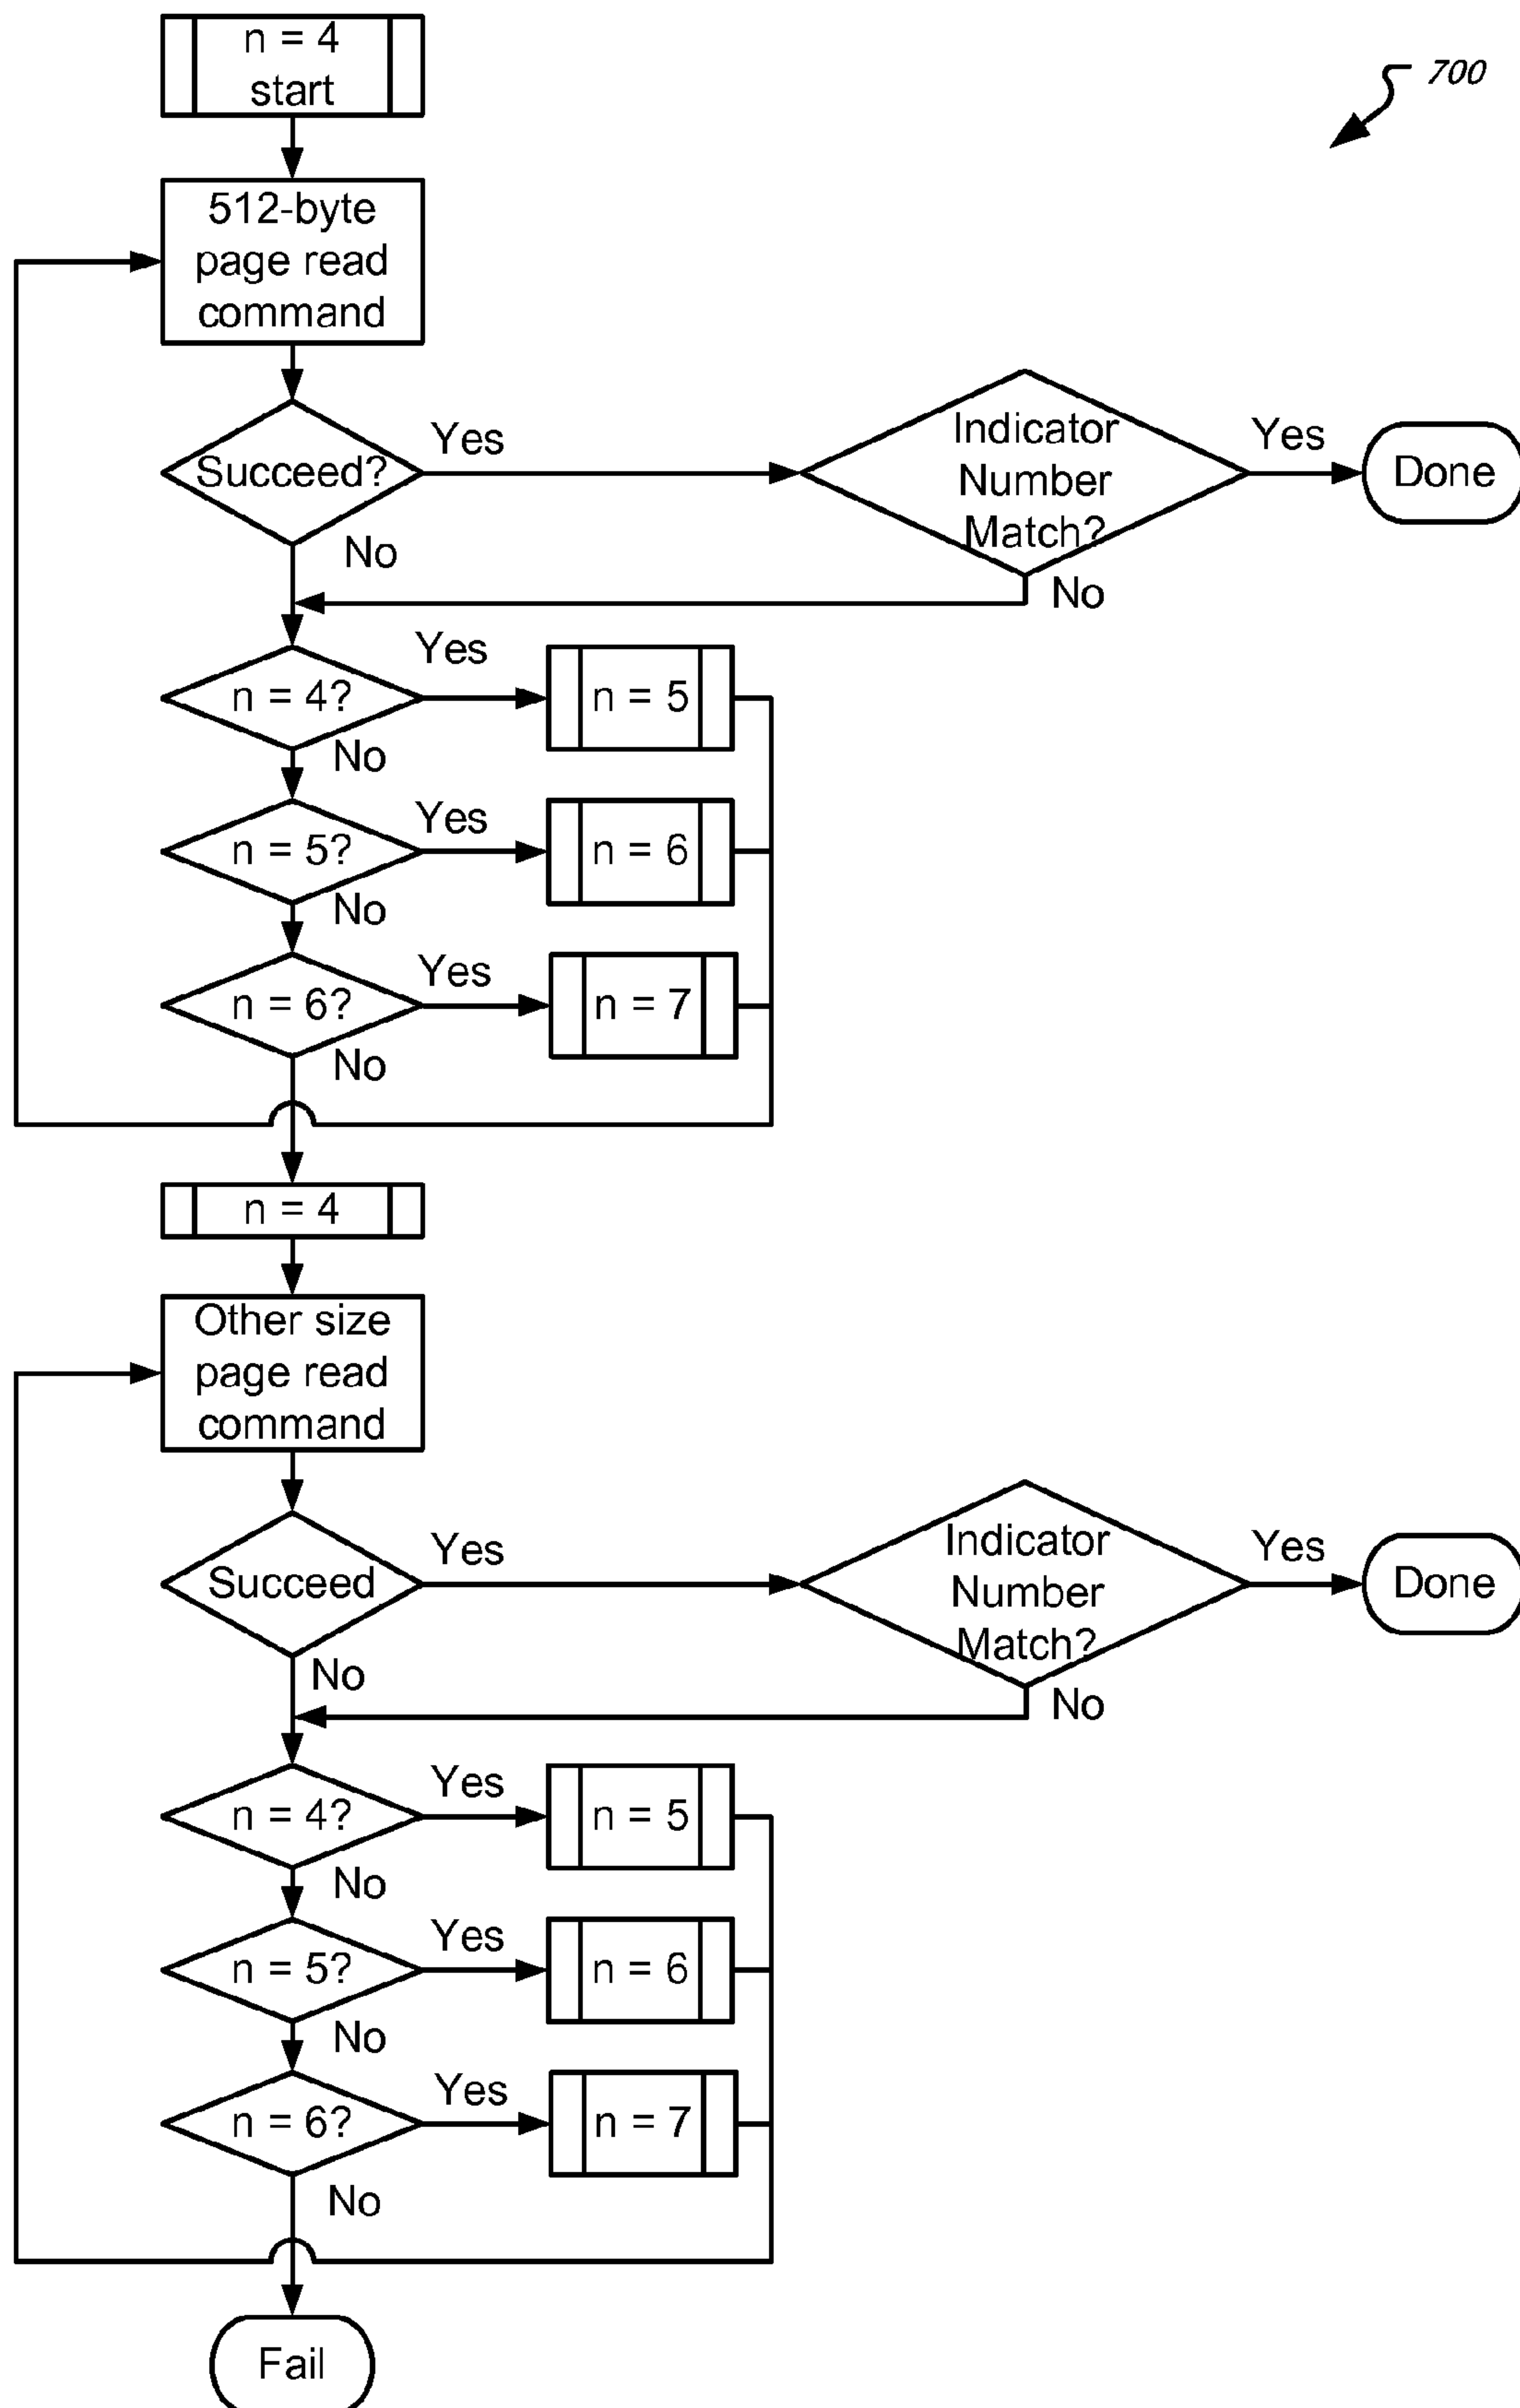 n = 4
start
700
512-byte
page read
command
Succeed?
Yes
Indicator
Number
Match?
Yes
Done
No
No
n = 4?
Yes
n = 5
No
n = 5?
Yes
n = 6
No
n = 6?
Yes
n = 7
No
n = 4
Other size
page read
command
Succeed
Yes
Indicator
Number
Match?
Yes
Done
No
No
n = 4?
Yes
n = 5
No
n = 5?
Yes
n = 6
No
n = 6?
Yes
n = 7
No
Fail